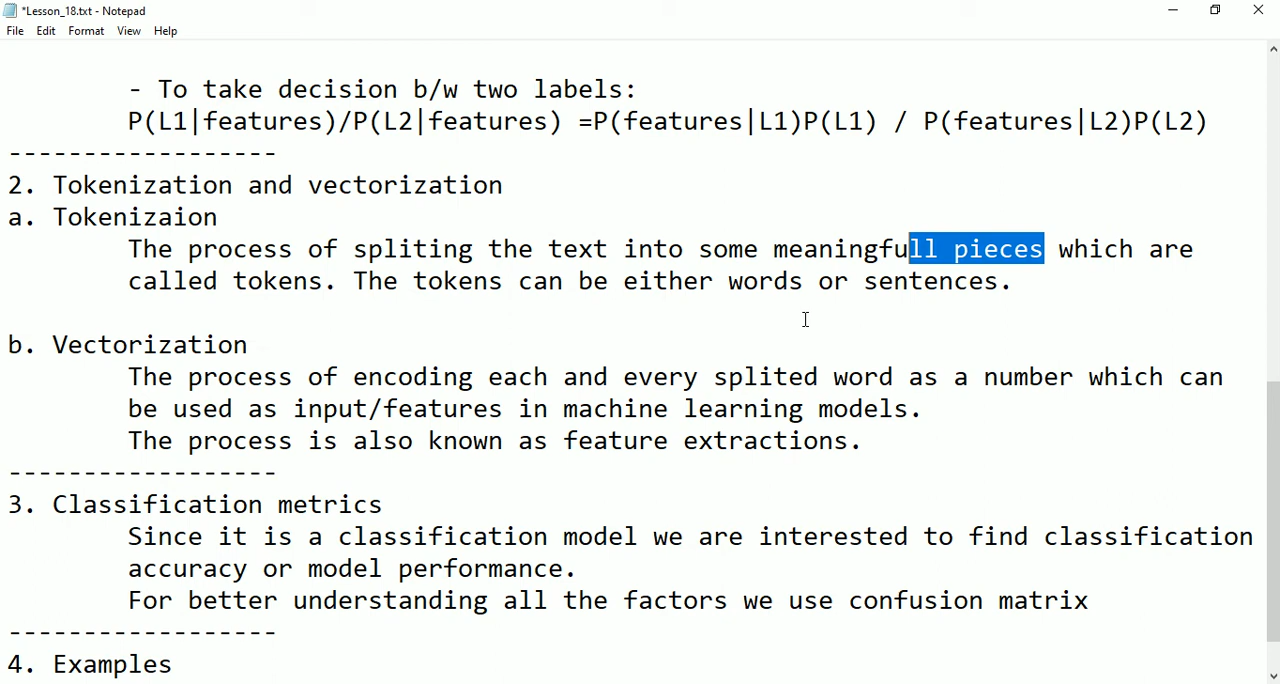 *Lesson_18.txt - Notepad
File Edit Format View Help
- To take decision b/w two labels:
P(L1|features)/P(L2|features) =P(features|L1)P(L1) / P(features|L2)P(L2)
------------------
2. Tokenization and vectorization
a. Tokenizaion
The process of spliting the text into some meaningfull pieces which are
called tokens. The tokens can be either words or sentences.
b. Vectorization
The process of encoding each and every splited word as a number which can
be used as input/features in machine learning models.
The process is also known as feature extractions.
------------------
3. Classification metrics
Since it is a classification model we are interested to find classification
accuracy or model performance.
For better understanding all the factors we use confusion matrix
------------------
4. Examples